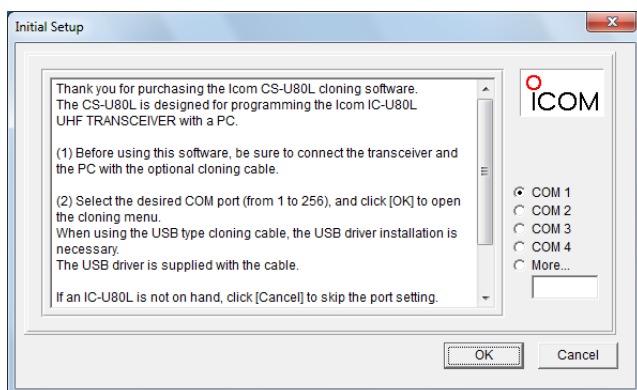 Initial Setup
Thank you for purchasing the Icom CS-U80L cloning software.
The CS-U80L is designed for programming the Icom IC-U80L
UHF TRANSCEIVER with a PC.
(1) Before using this software, be sure to connect the transceiver and
the PC with the optional cloning cable.
(2) Select the desired COM port (from 1 to 256), and click [OK] to open
the cloning menu.
When using the USB type cloning cable, the USB driver installation is
necessary.
The USB driver is supplied with the cable.
If an IC-U80L is not on hand, click [Cancel] to skip the port setting.
ICOM
COM 1
COM 2
COM 3
COM 4
More...
OK
Cancel